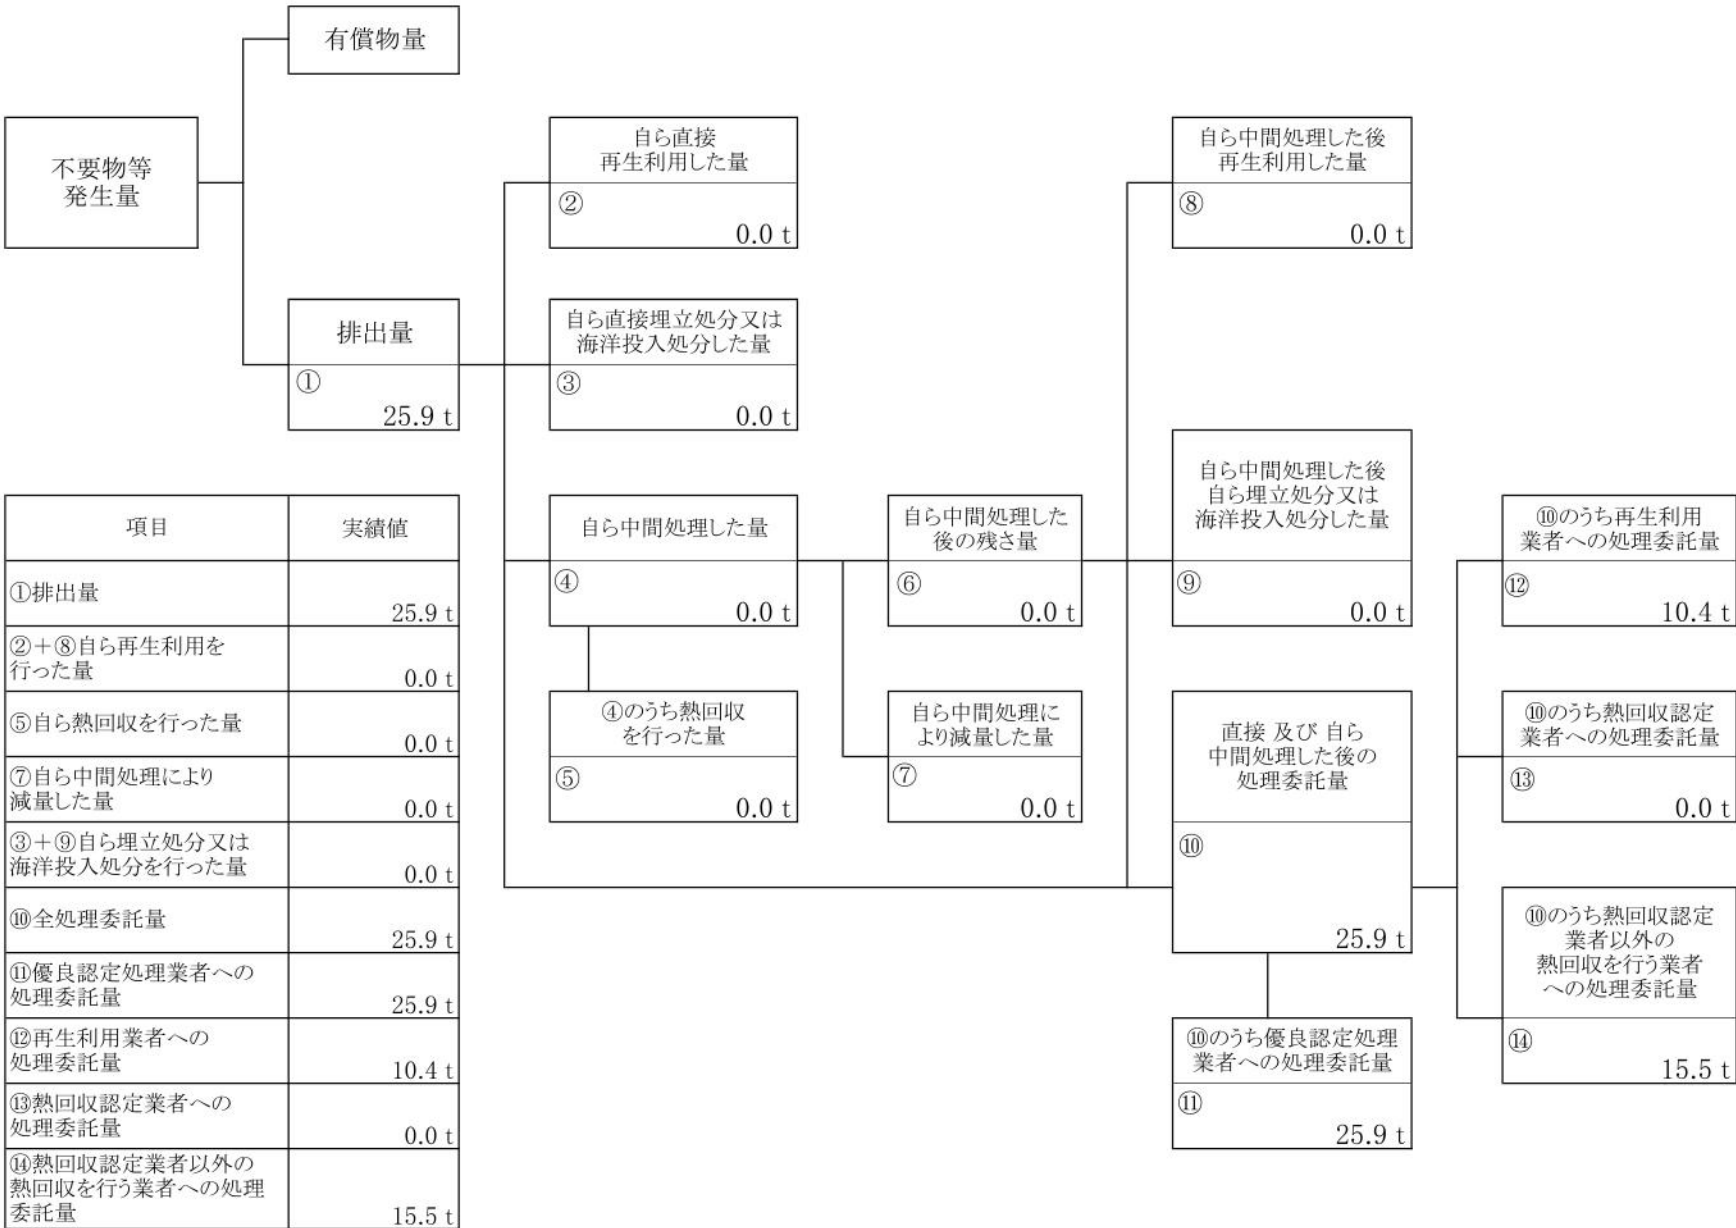 有償物量
不要物等
発生量
自ら直接
再生利用した量
②
0.0 t
自ら中間処理した後
再生利用した量
⑧
0.0 t
排出量
①
25.9 t
自ら直接埋立処分又は
海洋投入処分した量
③
0.0 t
自ら中間処理した量
④
0.0 t
自ら中間処理した
後の残さ量
⑥
0.0 t
自ら中間処理した後
自ら埋立処分又は
海洋投入処分した量
⑨
0.0 t
⑩のうち再生利用
業者への処理委託量
⑫
10.4 t
④のうち熱回収
を行った量
⑤
0.0 t
自ら中間処理に
より減量した量
⑦
0.0 t
直接 及び 自ら
中間処理した後の
処理委託量
⑩
25.9 t
⑩のうち熱回収認定
業者への処理委託量
⑬
0.0 t
⑩のうち熱回収認定
業者以外の
熱回収を行う業者
への処理委託量
⑭
15.5 t
⑩のうち優良認定処理
業者への処理委託量
⑪
25.9 t
項目 実績値
①排出量
25.9 t
②+⑧自ら再生利用を
行った量
0.0 t
⑤自ら熱回収を行った量
0.0 t
⑦自ら中間処理により
減量した量
0.0 t
③+⑨自ら埋立処分又は
海洋投入処分を行った量
0.0 t
⑩全処理委託量
25.9 t
⑪優良認定処理業者への
処理委託量
25.9 t
⑫再生利用業者への
処理委託量
10.4 t
⑬熱回収認定業者への
処理委託量
0.0 t
⑭熱回収認定業者以外の
熱回収を行う業者への処理
委託量
15.5 t